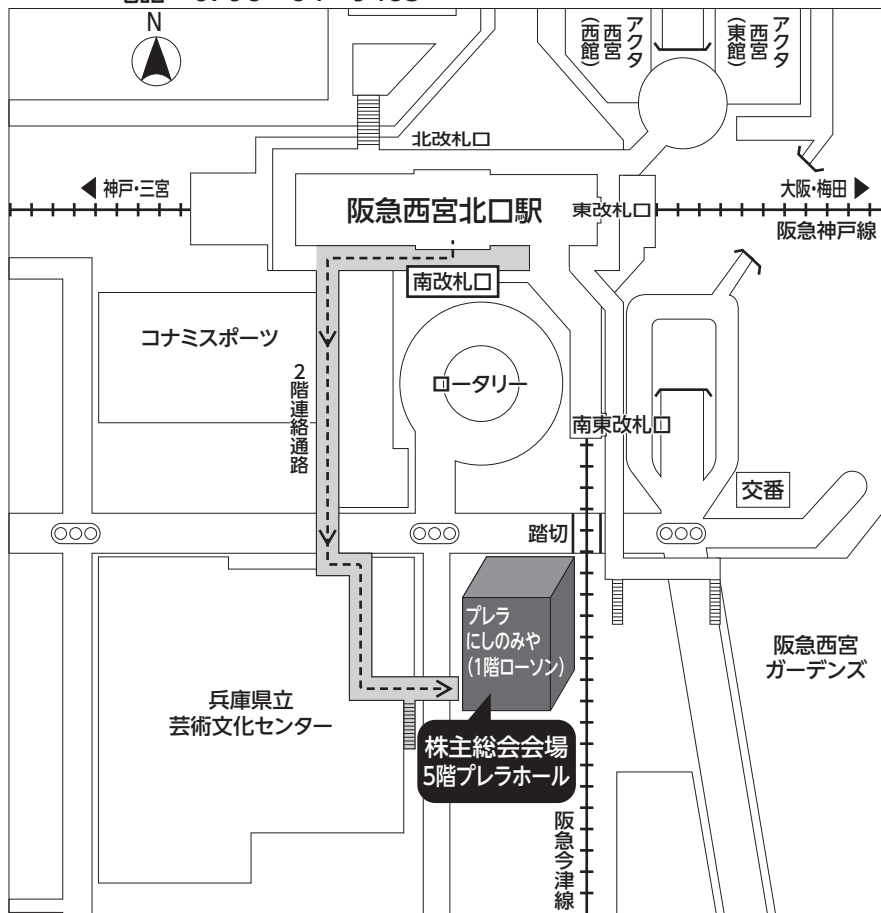 N
アクタ
西宮
(西館)
アクタ
西宮
(東館)
北改札口
神戸・三宮
阪急西宮北口駅
東改札口
大阪・梅田
阪急神戸線
南改札口
コナミスポーツ
2階連絡通路
ロータリー
南東改札口
交番
踏切
プレラ
にしのみや
(1階ローソン)
阪急西宮
ガーデンズ
兵庫県立
芸術文化センター
株主総会会場
5階プレラホール
阪急今津線